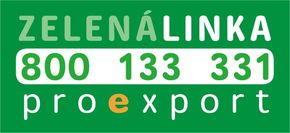 ZELENÁLINKA
800 133 331
proexport